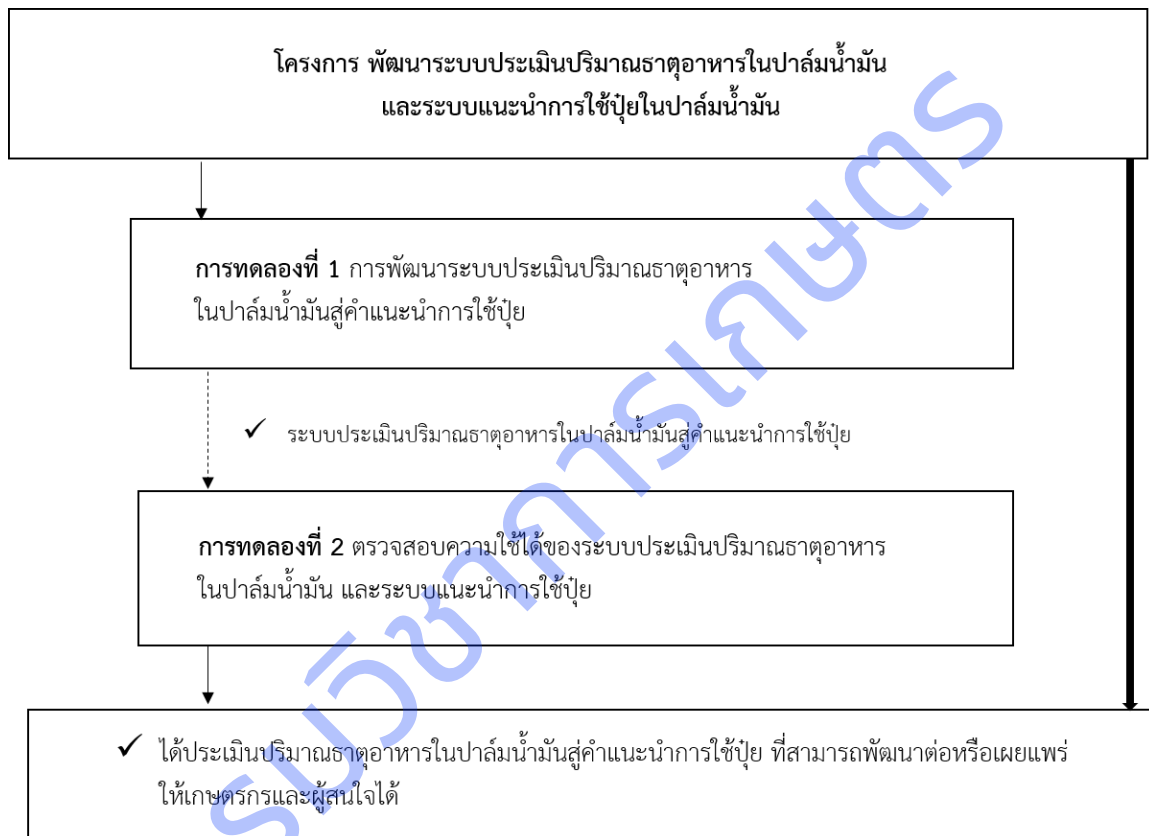 โครงการ พัฒนาระบบประเมินปริมาณธาตุอาหารในปาล์มน้ำมัน
และระบบแนะนำการใช้ปุ๋ยในปาล์มน้ำมัน
การทดลองที่ 1 การพัฒนาระบบประเมินปริมาณธาตุอาหาร
ในปาล์มน้ำมันสู่คำแนะนำการใช้ปุ๋ย
✓ ระบบประเมินปริมาณธาตุอาหารในปาล์มน้ำมันสู่คำแนะนำการใช้ปุ๋ย
การทดลองที่ 2 ตรวจสอบความใช้ได้ของระบบประเมินปริมาณธาตุอาหาร
ในปาล์มน้ำมัน และระบบแนะนำการใช้ปุ๋ย
✓ ได้ประเมินปริมาณธาตุอาหารในปาล์มน้ำมันสู่คำแนะนำการใช้ปุ๋ย ที่สามารถพัฒนาต่อหรือเผยแพร่
ให้เกษตรกรและผู้สนใจได้
รมวิชาการเกษตร